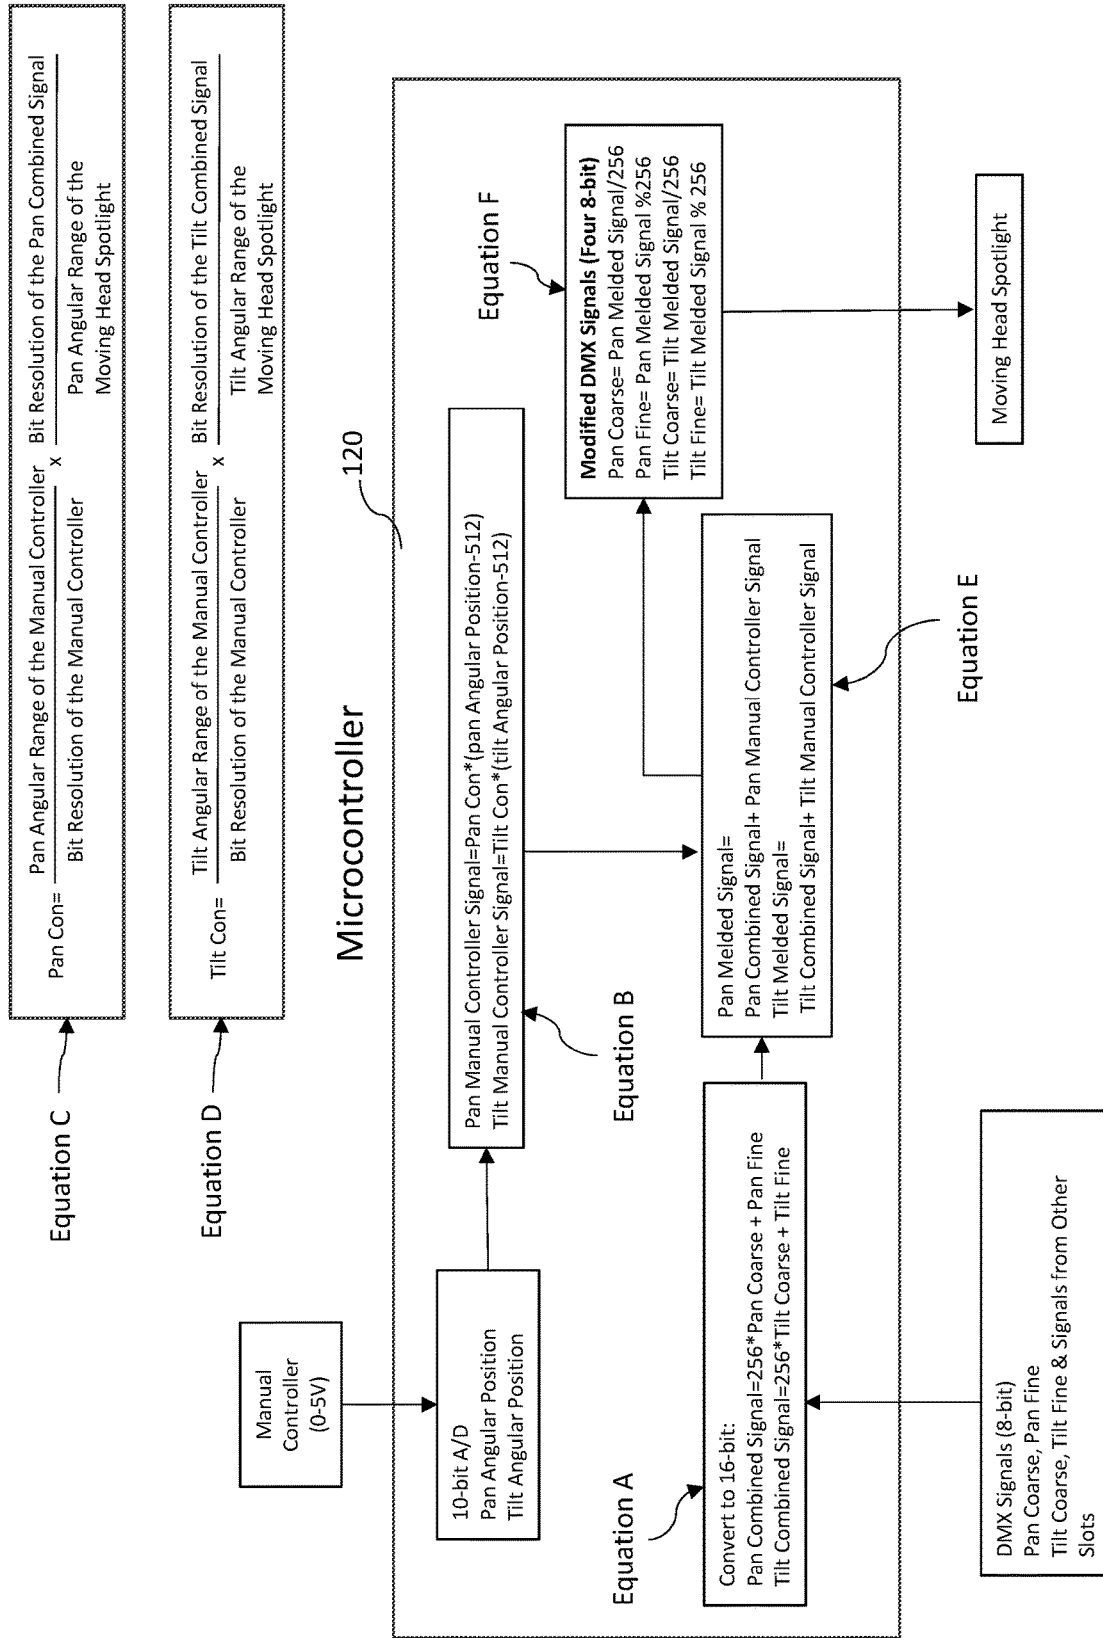 Equation C
Pan Con=
Pan Angular Range of the Manual Controller
Bit Resolution of the Manual Controller
x
Bit Resolution of the Pan Combined Signal
Pan Angular Range of the
Moving Head Spotlight
Equation D
Tilt Con=
Tilt Angular Range of the Manual Controller
Bit Resolution of the Manual Controller
x
Bit Resolution of the Tilt Combined Signal
Tilt Angular Range of the
Moving Head Spotlight
Manual
Controller
(0-5V)
Microcontroller
120
10-bit A/D
Pan Angular Position
Tilt Angular Position
Pan Manual Controller Signal=Pan Con*(pan Angular Position-512)
Tilt Manual Controller Signal=Tilt Con*(tilt Angular Position-512)
Equation B
Equation F
Modified DMX Signals (Four 8-bit)
Pan Coarse= Pan Melded Signal/256
Pan Fine= Pan Melded Signal %256
Tilt Coarse= Tilt Melded Signal/256
Tilt Fine= Tilt Melded Signal % 256
Equation A
Convert to 16-bit:
Pan Combined Signal=256*Pan Coarse + Pan Fine
Tilt Combined Signal=256*Tilt Coarse + Tilt Fine
Pan Melded Signal=
Pan Combined Signal+ Pan Manual Controller Signal
Tilt Melded Signal=
Tilt Combined Signal+ Tilt Manual Controller Signal
Equation E
DMX Signals (8-bit)
Pan Coarse, Pan Fine
Tilt Coarse, Tilt Fine & Signals from Other
Slots
Moving Head Spotlight